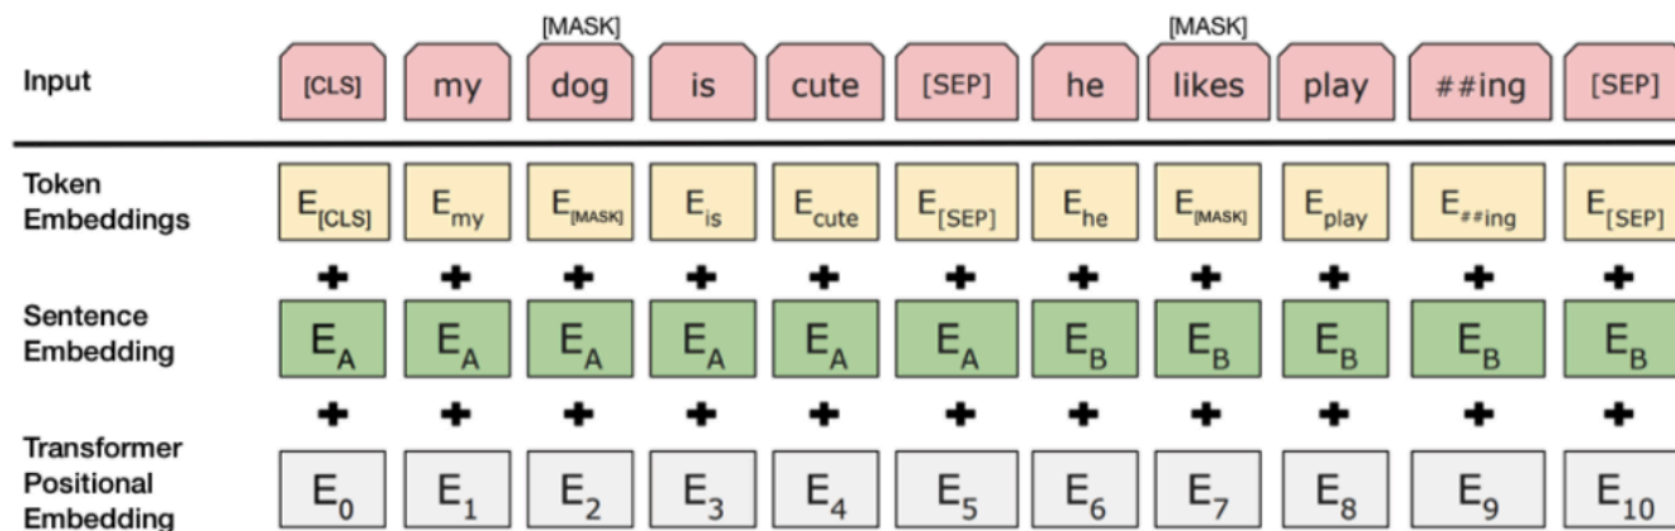 [MASK] [MASK]
Input [CLS] my dog is cute [SEP] he likes play ##ing [SEP]
Token
Embeddings
E[CLS] Emy E[MASK] Eis Ecute E[SEP] Ehe E[MASK] Eplay E##ing E[SEP]
+ + + + + + + + + + +
Sentence
Embedding
EA EA EA EA EA EA EB EB EB EB EB
+ + + + + + + + + + +
Transformer
Positional
Embedding
E0 E1 E2 E3 E4 E5 E6 E7 E8 E9 E10